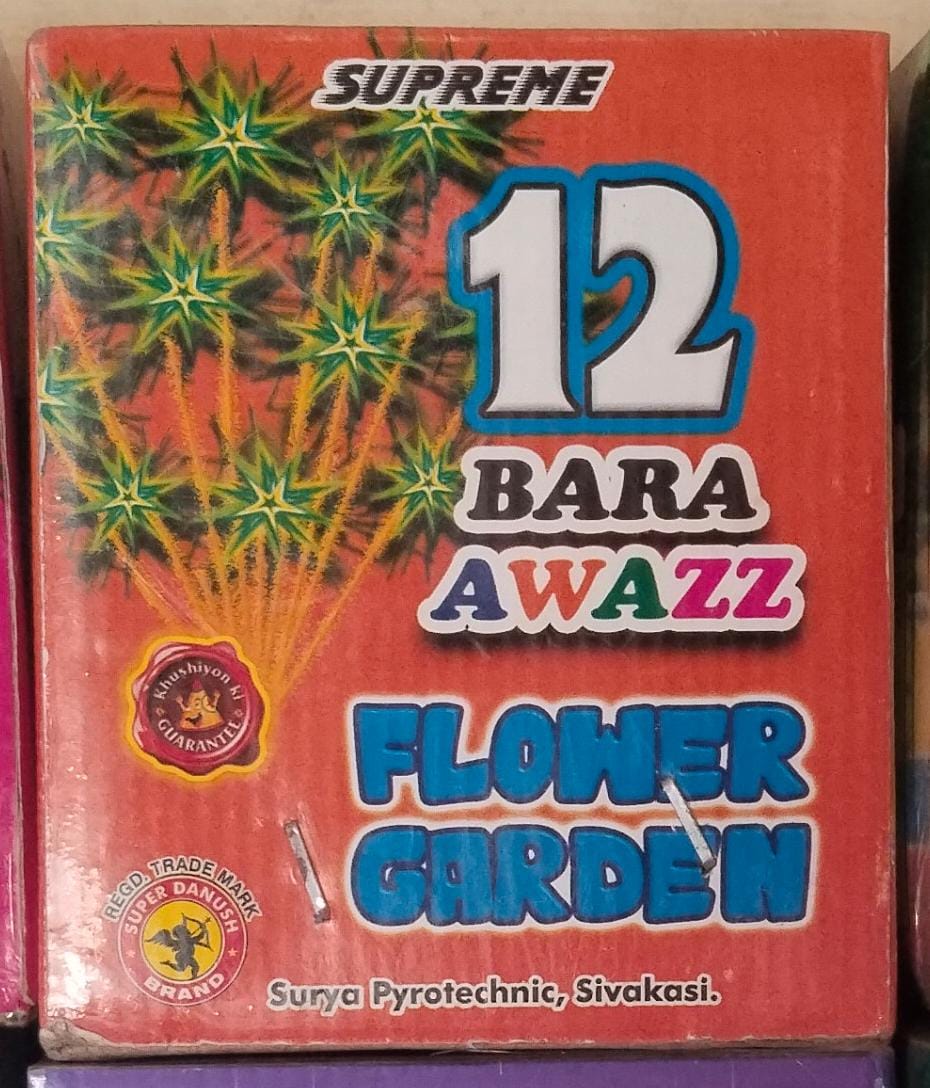 SUPREME
12
BARA
AWAZZ
Khushiyon ki
GUARANTEE
FLOWER
GARDEN
REGD. TRADE MARK
SUPER DANUSH
BRAND
Surya Pyrotechnic, Sivakasi.